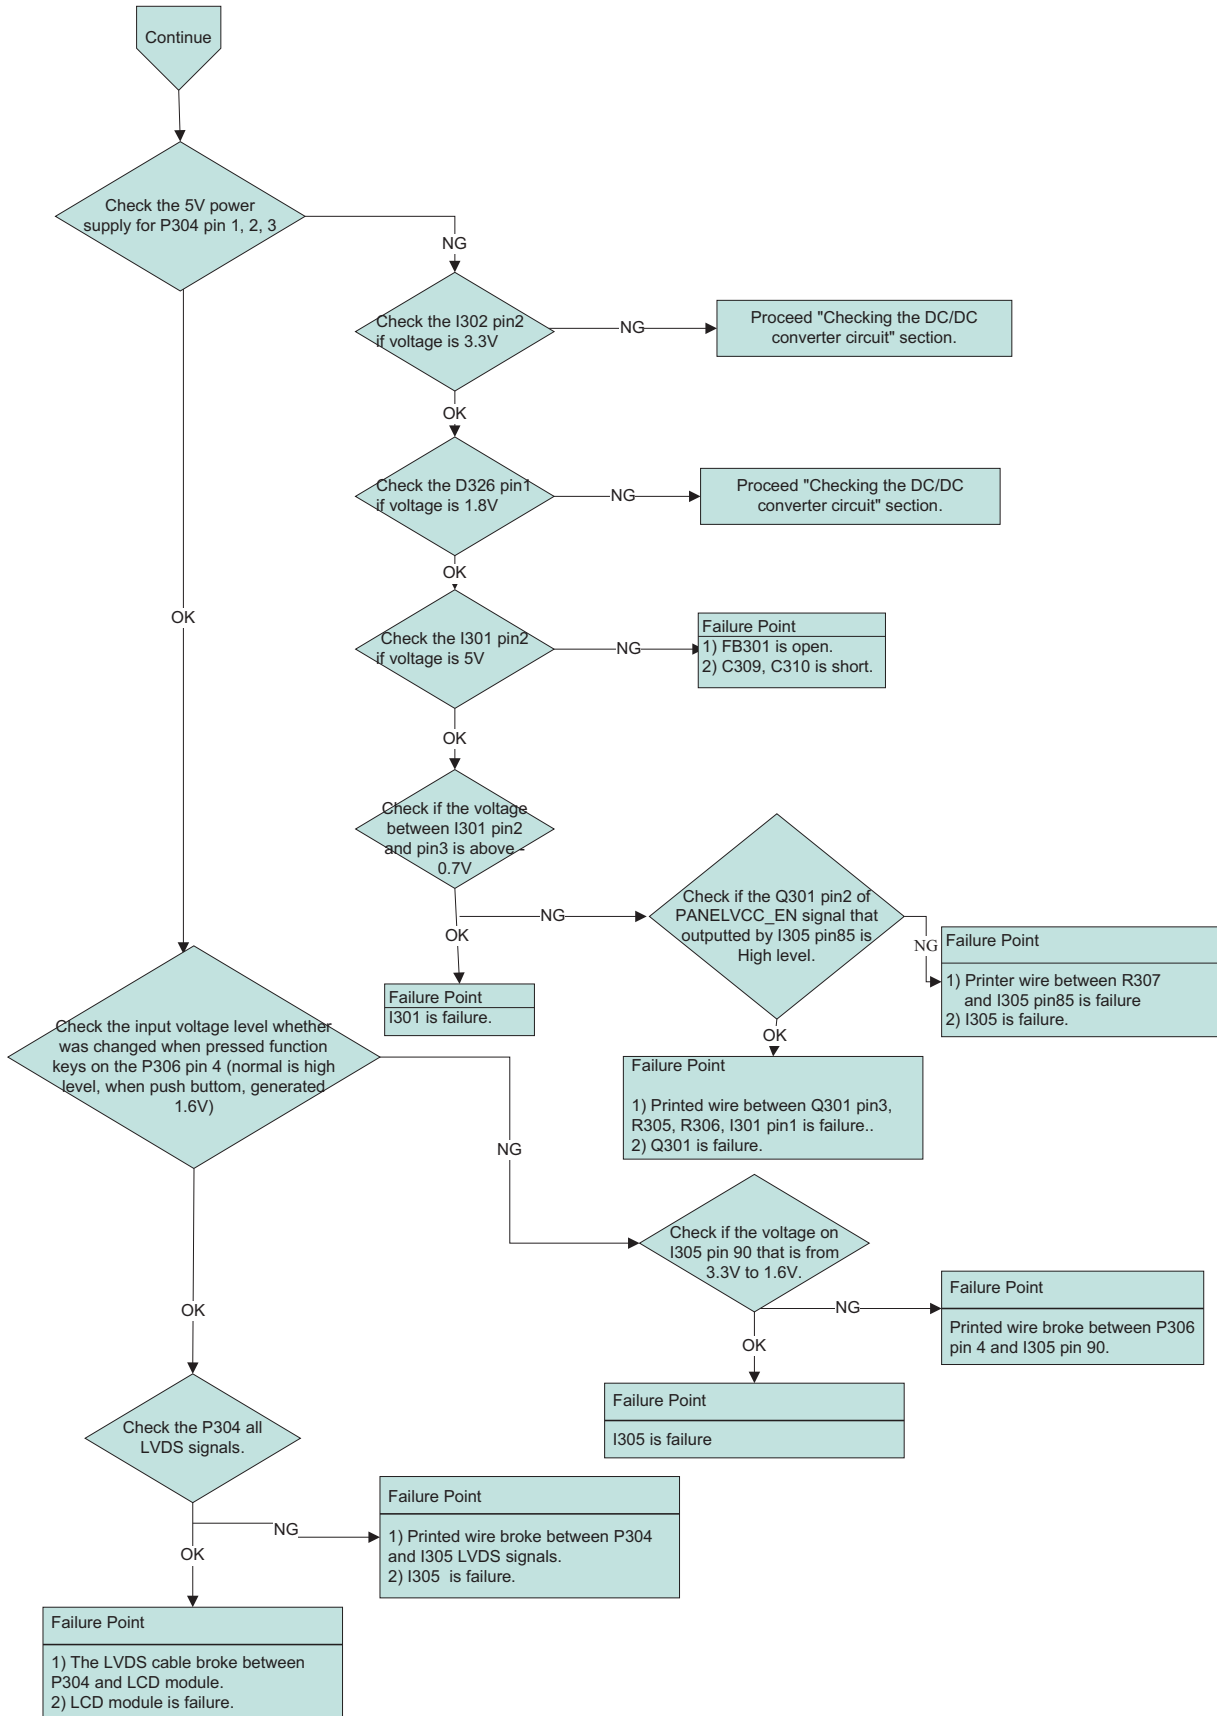 Continue
Check the 5V power
supply for P304 pin 1, 2, 3
NG
Check the I302 pin2
if voltage is 3.3V
NG
Proceed "Checking the DC/DC
converter circuit" section.
OK
Check the D326 pin1
if voltage is 1.8V
NG
Proceed "Checking the DC/DC
converter circuit" section.
OK
OK
Check the I301 pin2
if voltage is 5V
NG
Failure Point
1) FB301 is open.
2) C309, C310 is short.
OK
Check if the voltage
between I301 pin2
and pin3 is above -
0.7V
NG
OK
Failure Point
I301 is failure.
Check if the Q301 pin2 of
PANELVCC_EN signal that
outputted by I305 pin85 is
High level.
NG
Failure Point
1) Printer wire between R307
and I305 pin85 is failure
2) I305 is failure.
OK
Failure Point
1) Printed wire between Q301 pin3,
R305, R306, I301 pin1 is failure..
2) Q301 is failure.
Check the input voltage level whether
was changed when pressed function
keys on the P306 pin 4 (normal is high
level, when push buttom, generated
1.6V)
NG
Check if the voltage on
I305 pin 90 that is from
3.3V to 1.6V.
NG
Failure Point
Printed wire broke between P306
pin 4 and I305 pin 90.
OK
Failure Point
I305 is failure
OK
Check the P304 all
LVDS signals.
NG
Failure Point
1) Printed wire broke between P304
and I305 LVDS signals.
2) I305  is failure.
OK
Failure Point
1) The LVDS cable broke between
P304 and LCD module.
2) LCD module is failure.